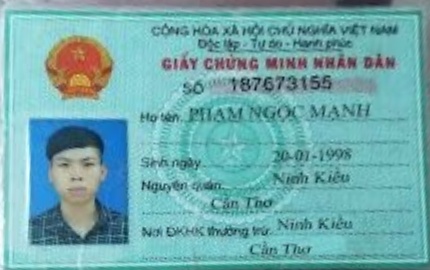 CỘNG HÒA XÃ HỘI CHỦ NGHĨA VIỆT NAM
Độc lập - Tự do - Hạnh phúc
GIẤY CHỨNG MINH NHÂN DÂN
SỐ 187673155
Họ tên PHẠM NGỌC MẠNH
Sinh ngày 20-01-1998
Nguyên quán Ninh Kiều
Cần Thơ
Nơi ĐKHK thường trú Ninh Kiều
Cần Thơ